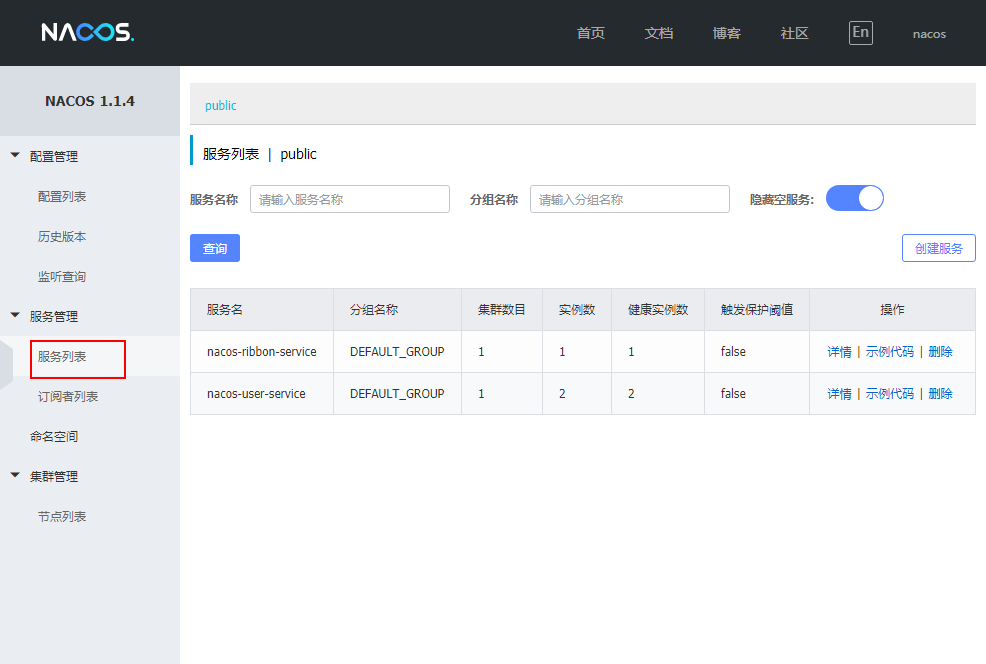 NACOS.
首页 文档 博客 社区 En nacos
NACOS 1.1.4
配置管理
配置列表
历史版本
监听查询
服务管理
服务列表
订阅者列表
命名空间
集群管理
节点列表
public
服务列表 | public
服务名称 请输入服务名称 分组名称 请输入分组名称 隐藏空服务:
查询 创建服务
服务名 分组名称 集群数目 实例数 健康实例数 触发保护阈值 操作
nacos-ribbon-service DEFAULT_GROUP 1 1 1 false 详情 | 示例代码 | 删除
nacos-user-service DEFAULT_GROUP 1 2 2 false 详情 | 示例代码 | 删除